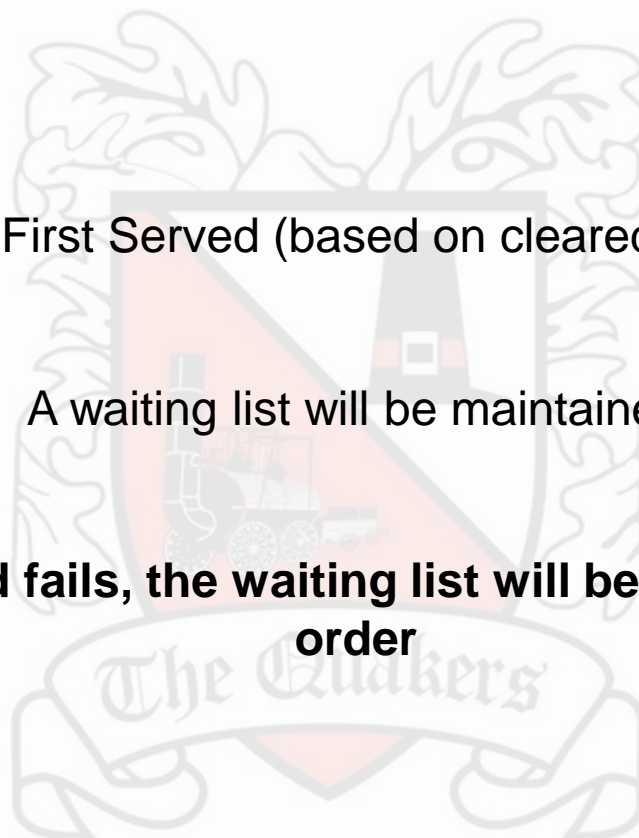 First Served (based on cleared
A waiting list will be maintaine
d fails, the waiting list will be
order
The Quakers